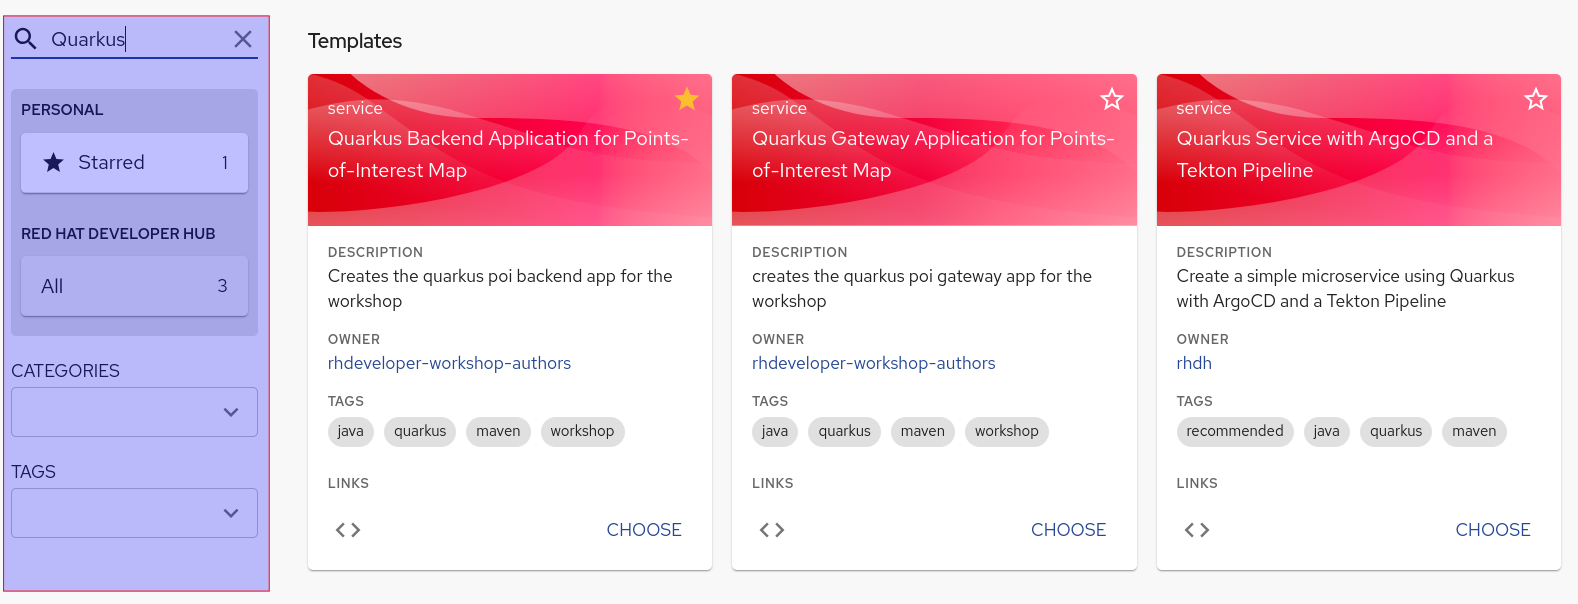 Quarkus
PERSONAL
Starred 1
RED HAT DEVELOPER HUB
All 3
CATEGORIES
TAGS
Templates
service
Quarkus Backend Application for Points-
of-Interest Map
DESCRIPTION
Creates the quarkus poi backend app for the
workshop
OWNER
rhdeveloper-workshop-authors
TAGS
java quarkus maven workshop
LINKS
CHOOSE
service
Quarkus Gateway Application for Points-
of-Interest Map
DESCRIPTION
creates the quarkus poi gateway app for the
workshop
OWNER
rhdeveloper-workshop-authors
TAGS
java quarkus maven workshop
LINKS
CHOOSE
service
Quarkus Service with ArgoCD and a
Tekton Pipeline
DESCRIPTION
Create a simple microservice using Quarkus
with ArgoCD and a Tekton Pipeline
OWNER
rhdh
TAGS
recommended java quarkus maven
LINKS
CHOOSE